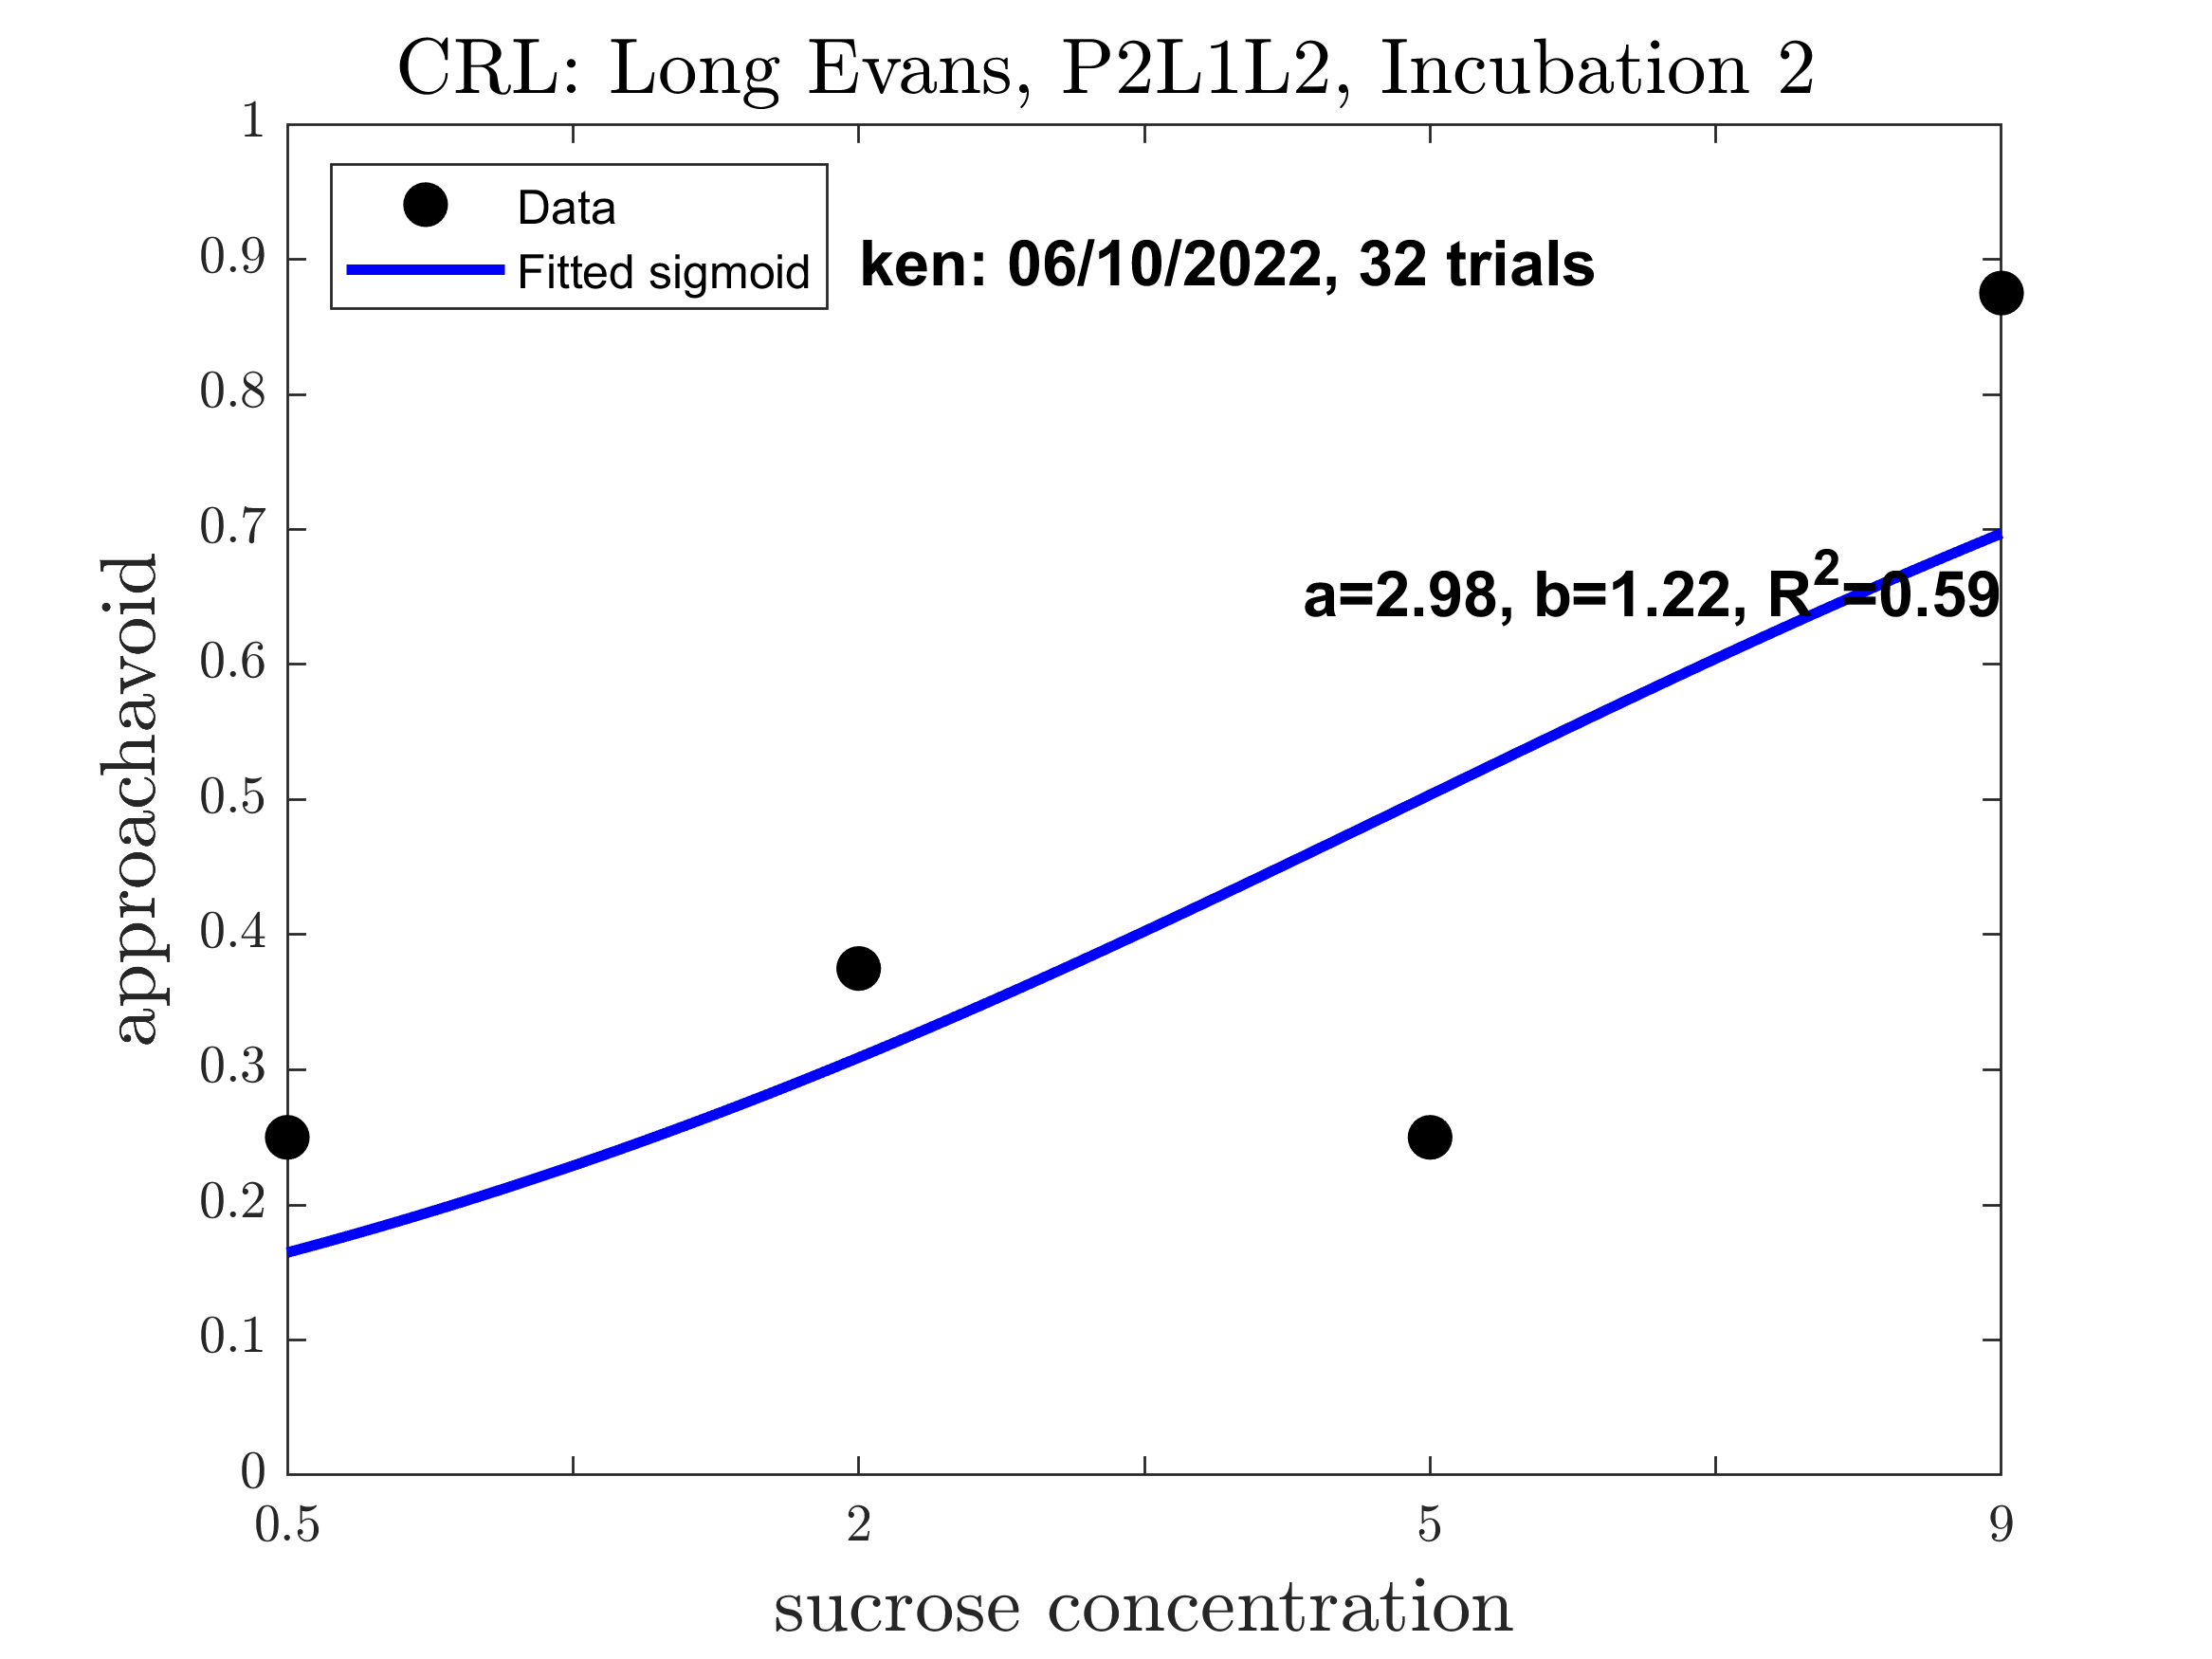 CRL: Long Evans, P2L1L2, Incubation 2
Data
Fitted sigmoid
ken: 06/10/2022, 32 trials
a=2.98, b=1.22, R²=0.59
approachavoid
1
0.9
0.8
0.7
0.6
0.5
0.4
0.3
0.2
0.1
0
0.5 2 5 9
sucrose concentration